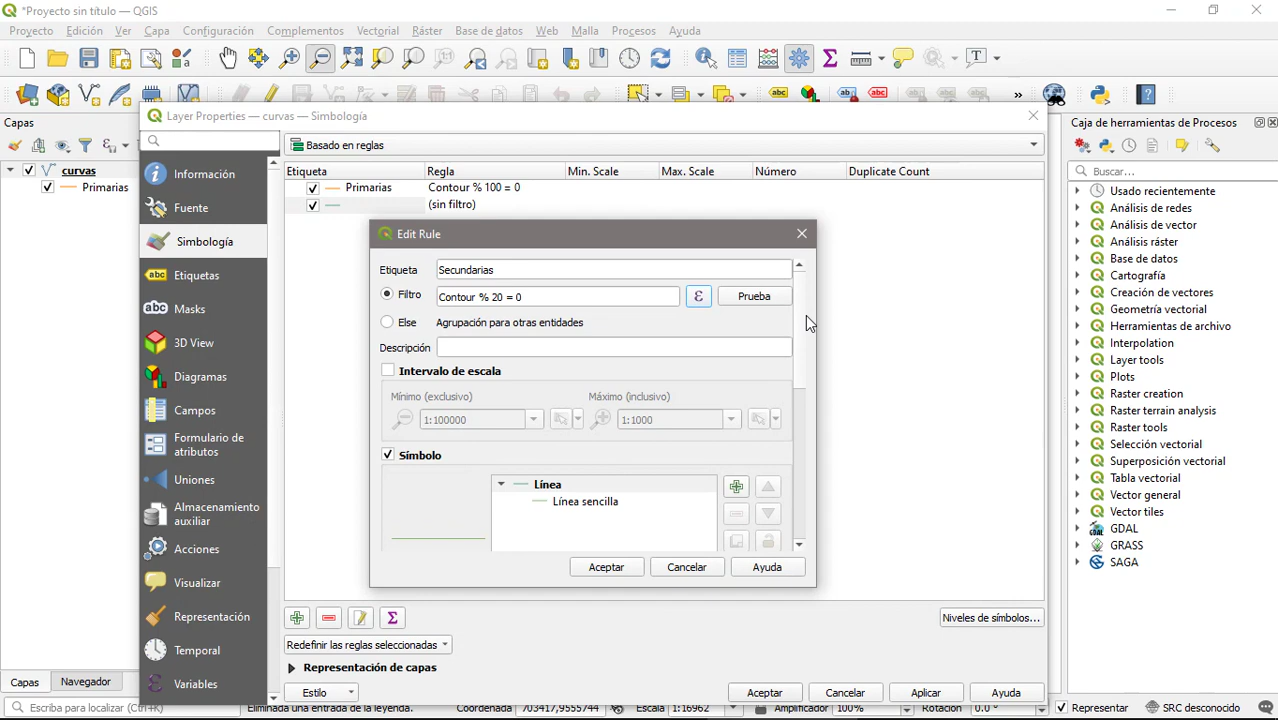 *Proyecto sin título — QGIS
Proyecto Edición Ver Capa Configuración Complementos Vectorial Ráster Base de datos Web Malla Procesos Ayuda
Capas
curvas
Primarias
Layer Properties — curvas — Simbología
Información
Fuente
Simbología
Etiquetas
Masks
3D View
Diagramas
Campos
Formulario de
atributos
Uniones
Almacenamiento
auxiliar
Acciones
Visualizar
Representación
Temporal
Variables
Basado en reglas
Etiqueta Regla Min. Scale Max. Scale Número Duplicate Count
Primarias Contour % 100 = 0
(sin filtro)
Edit Rule
Etiqueta Secundarias
Filtro Contour % 20 = 0 ε Prueba
Else Agrupación para otras entidades
Descripción
Intervalo de escala
Mínimo (exclusivo) Máximo (inclusivo)
1:100000 1:1000
Símbolo
Línea
Línea sencilla
Aceptar Cancelar Ayuda
Niveles de símbolos...
Redefinir las reglas seleccionadas
Representación de capas
Estilo Aceptar Cancelar Aplicar Ayuda
Caja de herramientas de Procesos
Buscar...
Usado recientemente
Análisis de redes
Análisis de vector
Análisis ráster
Base de datos
Cartografía
Creación de vectores
Geometría vectorial
Herramientas de archivo
Interpolation
Layer tools
Plots
Raster creation
Raster terrain analysis
Raster tools
Selección vectorial
Superposición vectorial
Tabla vectorial
Vector general
Vector tiles
GDAL
GRASS
SAGA
Capas Navegador
Escriba para localizar (Ctrl+K) Eliminada una entrada de la leyenda. Coordenada 703417,9555744 Escala 1:16962 Amplificador 100% Rotación 0.0 ° Representar SRC desconocido